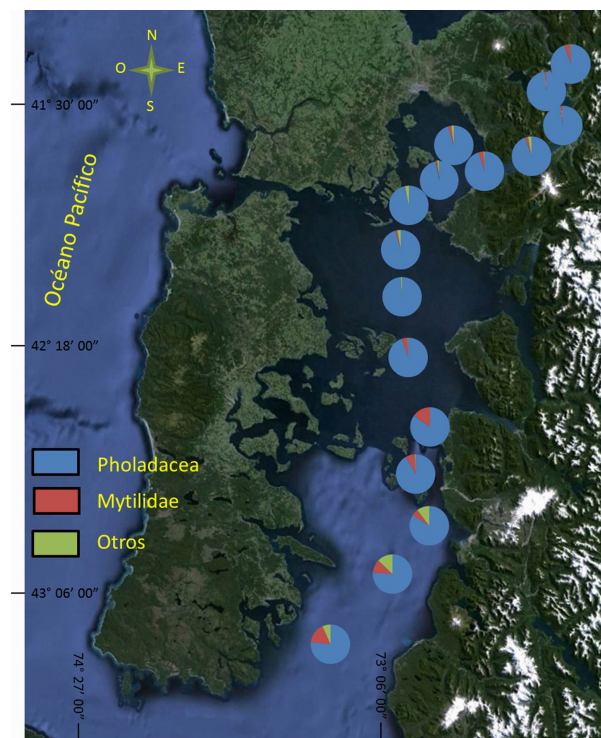 N
O E
S
41° 30' 00’’
Océano Pacífico
42° 18' 00’’
Pholadacea
Mytilidae
Otros
43° 06' 00’’
74° 27' 00’’
73° 06' 00’’